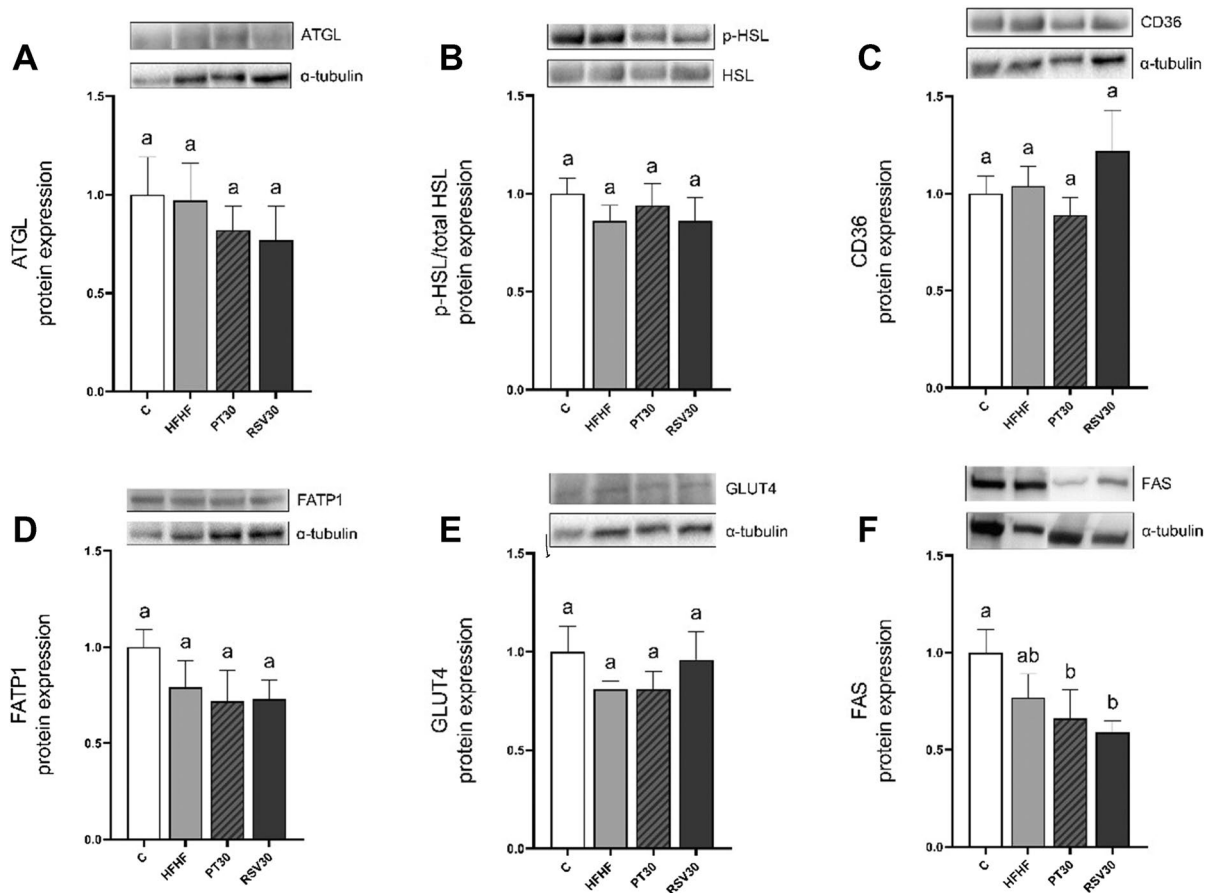 A
ATGL
α-tubulin
ATGL
protein expression
1.5
1.0
0.5
0.0
a
a
a
a
C
HFHF
PT30
RSV30
B
p-HSL
HSL
p-HSL/total HSL
protein expression
1.5
1.0
0.5
0.0
a
a
a
a
C
HFHF
PT30
RSV30
C
CD36
α-tubulin
CD36
protein expression
1.5
1.0
0.5
0.0
a
a
a
a
C
HFHF
PT30
RSV30
D
FATP1
α-tubulin
FATP1
protein expression
1.5
1.0
0.5
0.0
a
a
a
a
C
HFHF
PT30
RSV30
E
GLUT4
α-tubulin
GLUT4
protein expression
1.5
1.0
0.5
0.0
a
a
a
a
C
HFHF
PT30
RSV30
F
FAS
α-tubulin
FAS
protein expression
1.5
1.0
0.5
0.0
a
ab
b
b
C
HFHF
PT30
RSV30